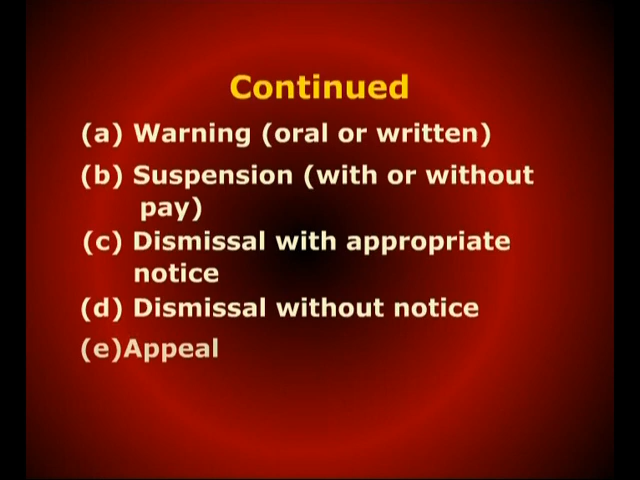 Continued
(a) Warning (oral or written)
(b) Suspension (with or without
pay)
(c) Dismissal with appropriate
notice
(d) Dismissal without notice
(e)Appeal